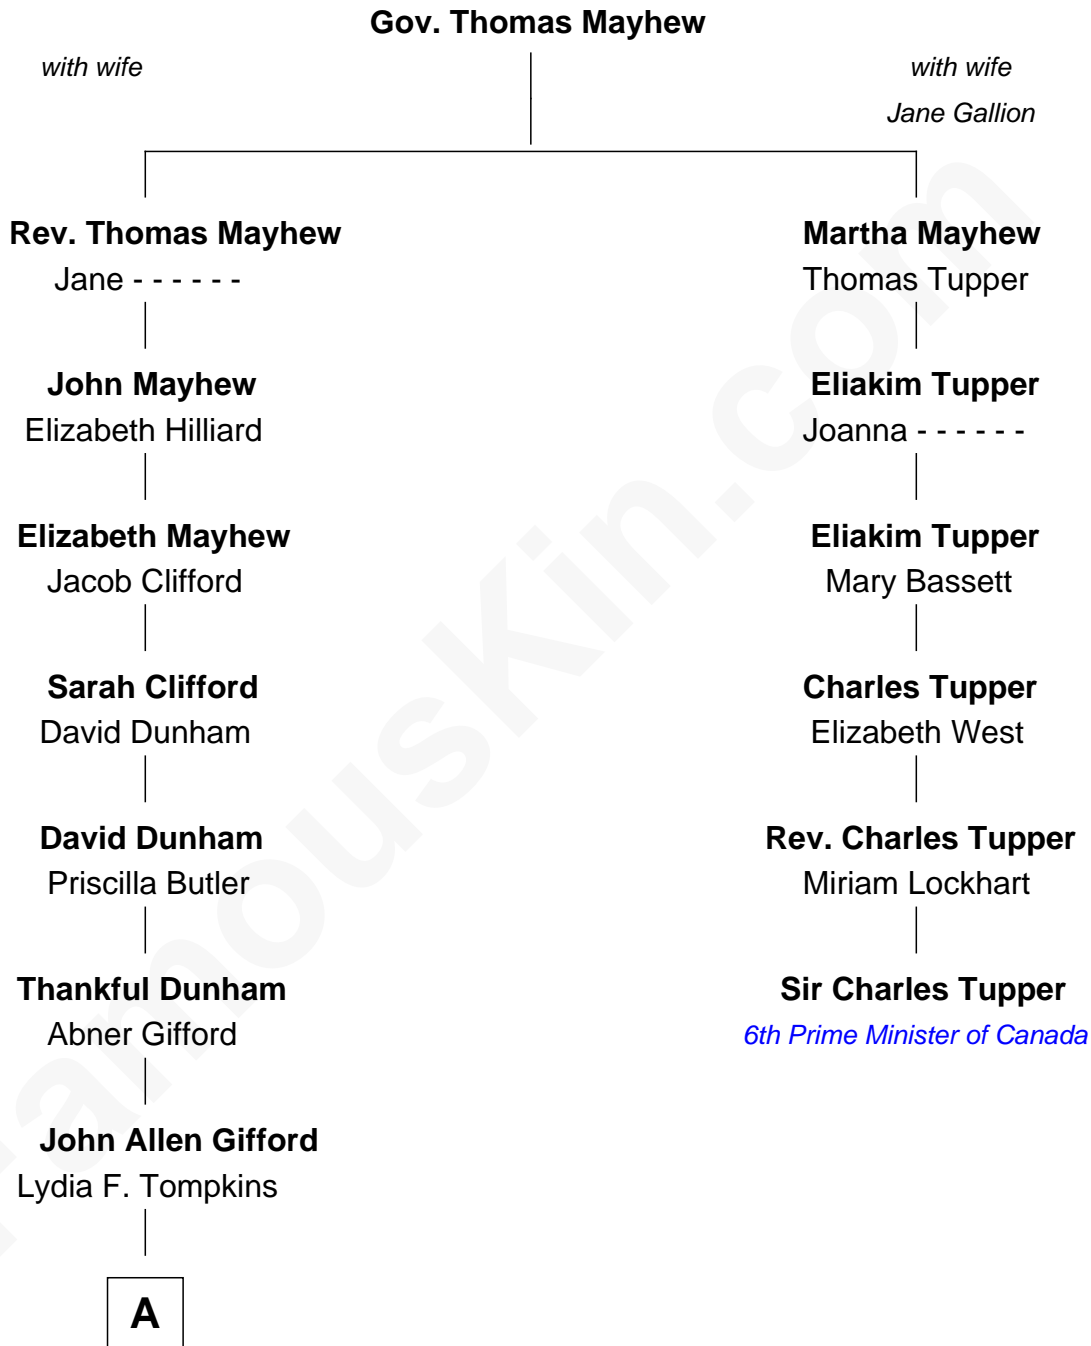 Gov. Thomas Mayhew
with wife
with wife
Jane Gallion
Rev. Thomas Mayhew
Jane - - - - - -
Martha Mayhew
Thomas Tupper
John Mayhew
Elizabeth Hilliard
Eliakim Tupper
Joanna - - - - - -
Elizabeth Mayhew
Jacob Clifford
Eliakim Tupper
Mary Bassett
Sarah Clifford
David Dunham
Charles Tupper
Elizabeth West
David Dunham
Priscilla Butler
Rev. Charles Tupper
Miriam Lockhart
Thankful Dunham
Abner Gifford
Sir Charles Tupper
6th Prime Minister of Canada
John Allen Gifford
Lydia F. Tompkins
A
FamousKin.com